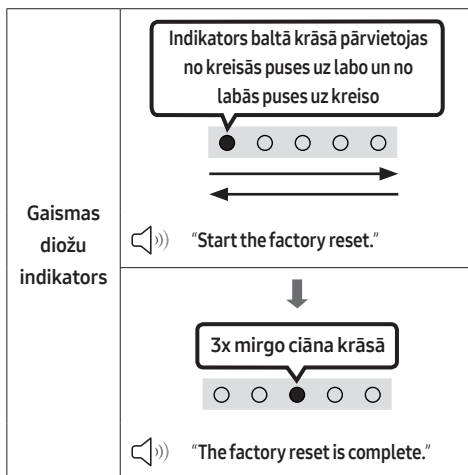 Indikators baltā krāsā pārvietojas
no kreisās puses uz labo un no
labās puses uz kreiso
Gaismas
diožu
indikators
“Start the factory reset.”
3x mirgo ciāna krāsā
“The factory reset is complete.”